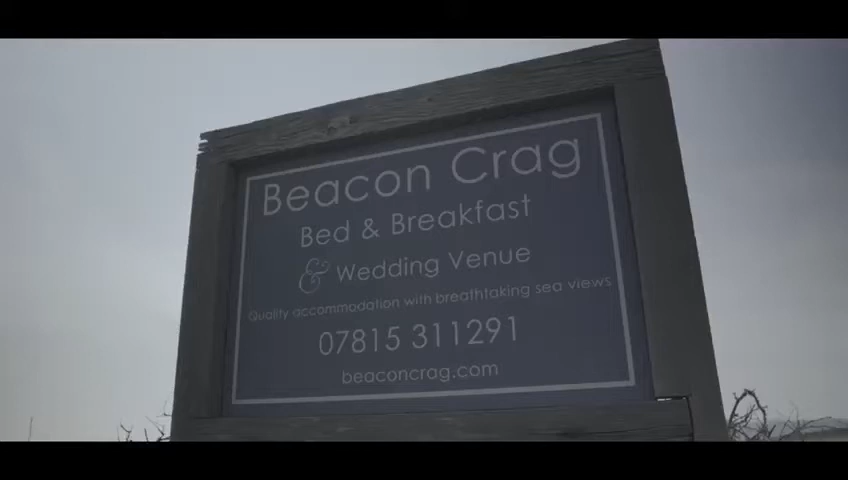 Beacon Crag
Bed & Breakfast
& Wedding Venue
Quality accommodation with breathtaking sea views
07815 311291
beaconcrag.com